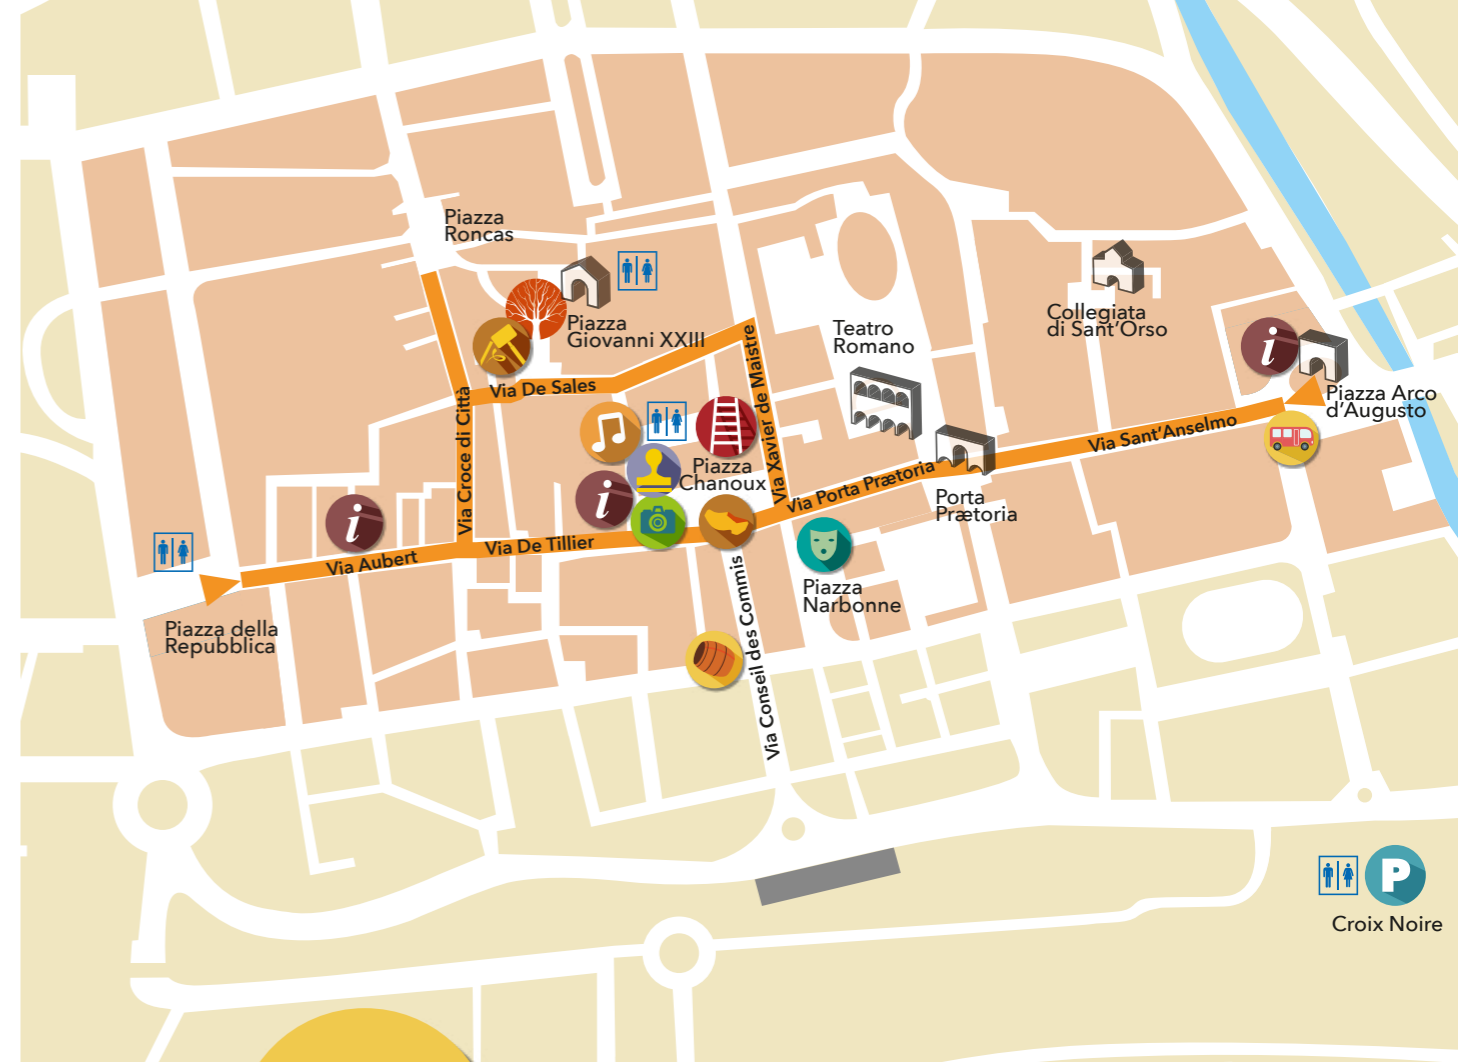 Piazza
Roncas
Piazza
Giovanni XXIII
Via De Sales
Via Croce di Città
Via Xavier de Maistre
Teatro
Romano
Collegiata
di Sant'Orso
i
Piazza Arco
d'Augusto
Via Sant'Anselmo
Piazza
Chanoux
Via Porta Prætoria
Porta
Prætoria
i
i
Via De Tillier
Via Aubert
Piazza
Narbonne
Via Conseil des Commis
Piazza della
Repubblica
P
Croix Noire